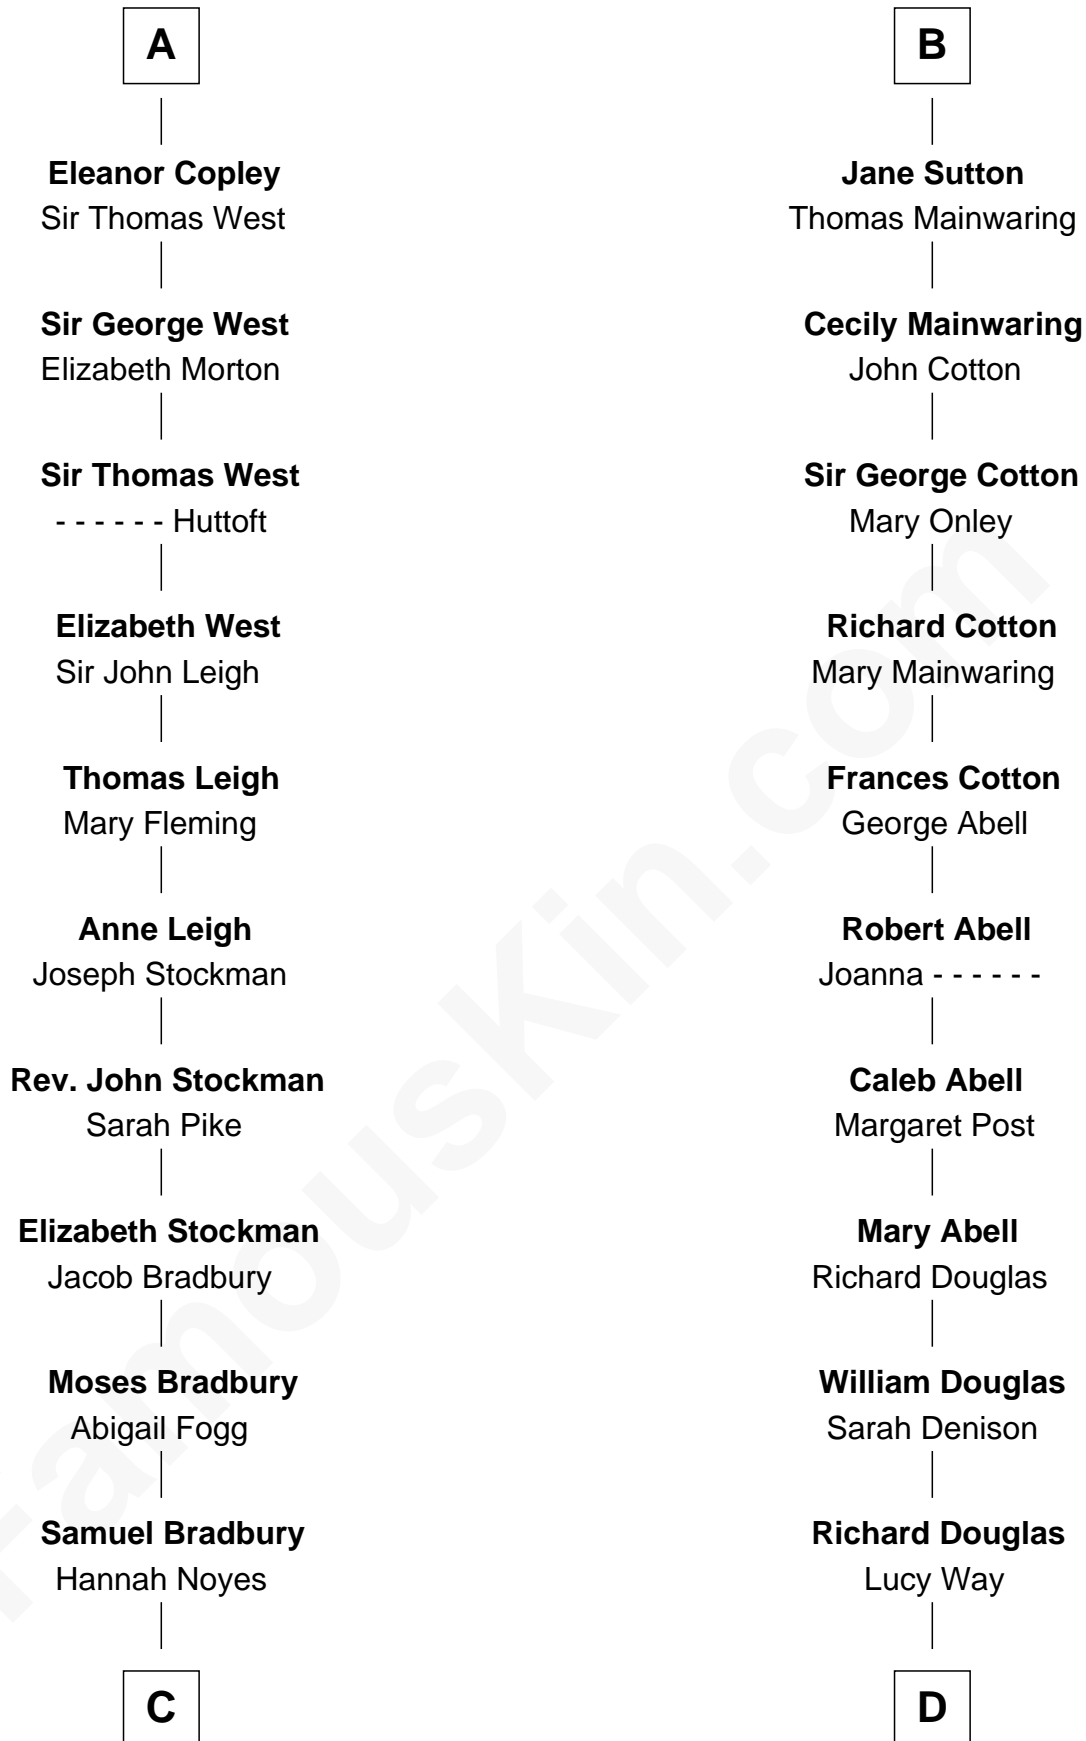 A
Eleanor Copley
Sir Thomas West
Sir George West
Elizabeth Morton
Sir Thomas West
- - - - - - Huttoft
Elizabeth West
Sir John Leigh
Thomas Leigh
Mary Fleming
Anne Leigh
Joseph Stockman
Rev. John Stockman
Sarah Pike
Elizabeth Stockman
Jacob Bradbury
Moses Bradbury
Abigail Fogg
Samuel Bradbury
Hannah Noyes
C
B
Jane Sutton
Thomas Mainwaring
Cecily Mainwaring
John Cotton
Sir George Cotton
Mary Onley
Richard Cotton
Mary Mainwaring
Frances Cotton
George Abell
Robert Abell
Joanna - - - - - -
Caleb Abell
Margaret Post
Mary Abell
Richard Douglas
William Douglas
Sarah Denison
Richard Douglas
Lucy Way
D
FamousKin.com